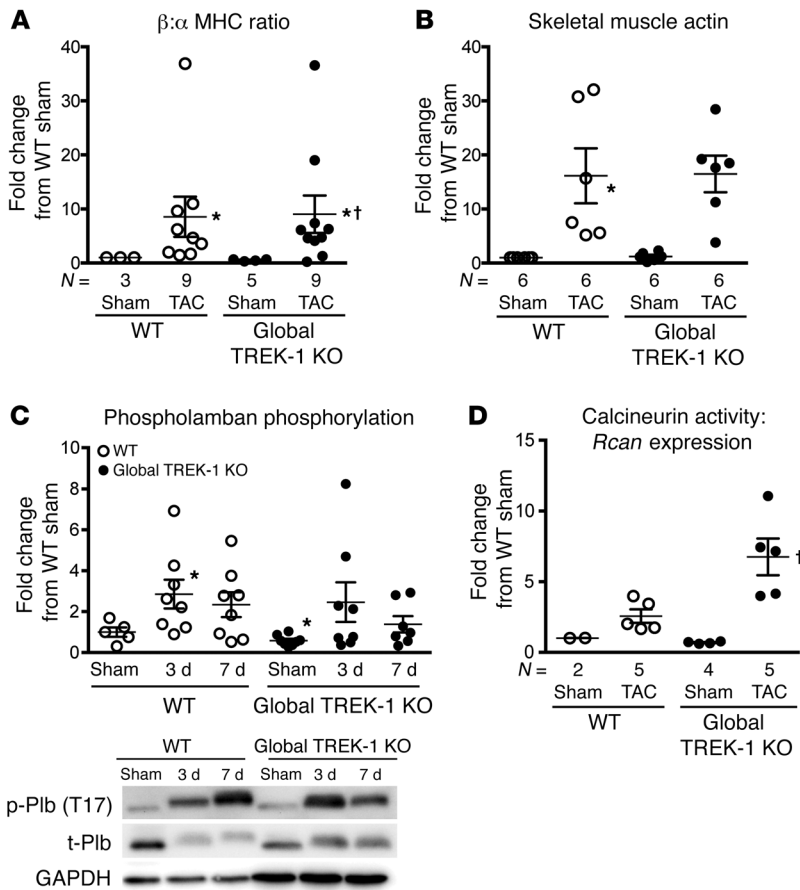 A
β:α MHC ratio
Fold change
from WT sham
40
30
20
10
0
*
*†
N = 3 9 5 9
Sham TAC Sham TAC
WT Global
TREK-1 KO
B
Skeletal muscle actin
Fold change
from WT sham
40
30
20
10
0
*
N = 6 6 6 6
Sham TAC Sham TAC
WT Global
TREK-1 KO
C
Phospholamban phosphorylation
Fold change
from WT sham
10
8
6
4
2
0
WT
Global TREK-1 KO
*
*
Sham 3 d 7 d Sham 3 d 7 d
WT Global TREK-1 KO
WT Global TREK-1 KO
Sham 3 d 7 d Sham 3 d 7 d
p-Plb (T17)
t-Plb
GAPDH
D
Calcineurin activity:
Rcan expression
Fold change
from WT sham
15
10
5
0
†
N = 2 5 4 5
Sham TAC Sham TAC
WT Global
TREK-1 KO